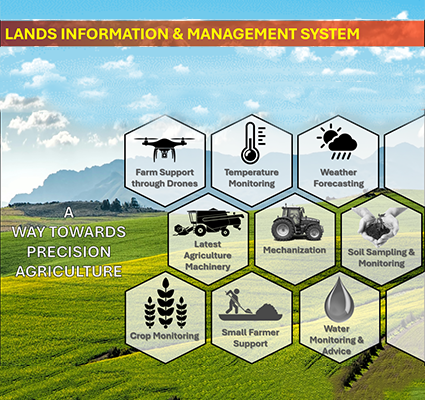 LANDS INFORMATION & MANAGEMENT SYSTEM
A
WAY TOWARDS
PRECISION
AGRICULTURE
Farm Support
through Drones
Temperature
Monitoring
Weather
Forecasting
Latest
Agriculture
Machinery
Mechanization
Soil Sampling &
Monitoring
Crop Monitoring
Small Farmer
Support
Water
Monitoring &
Advice